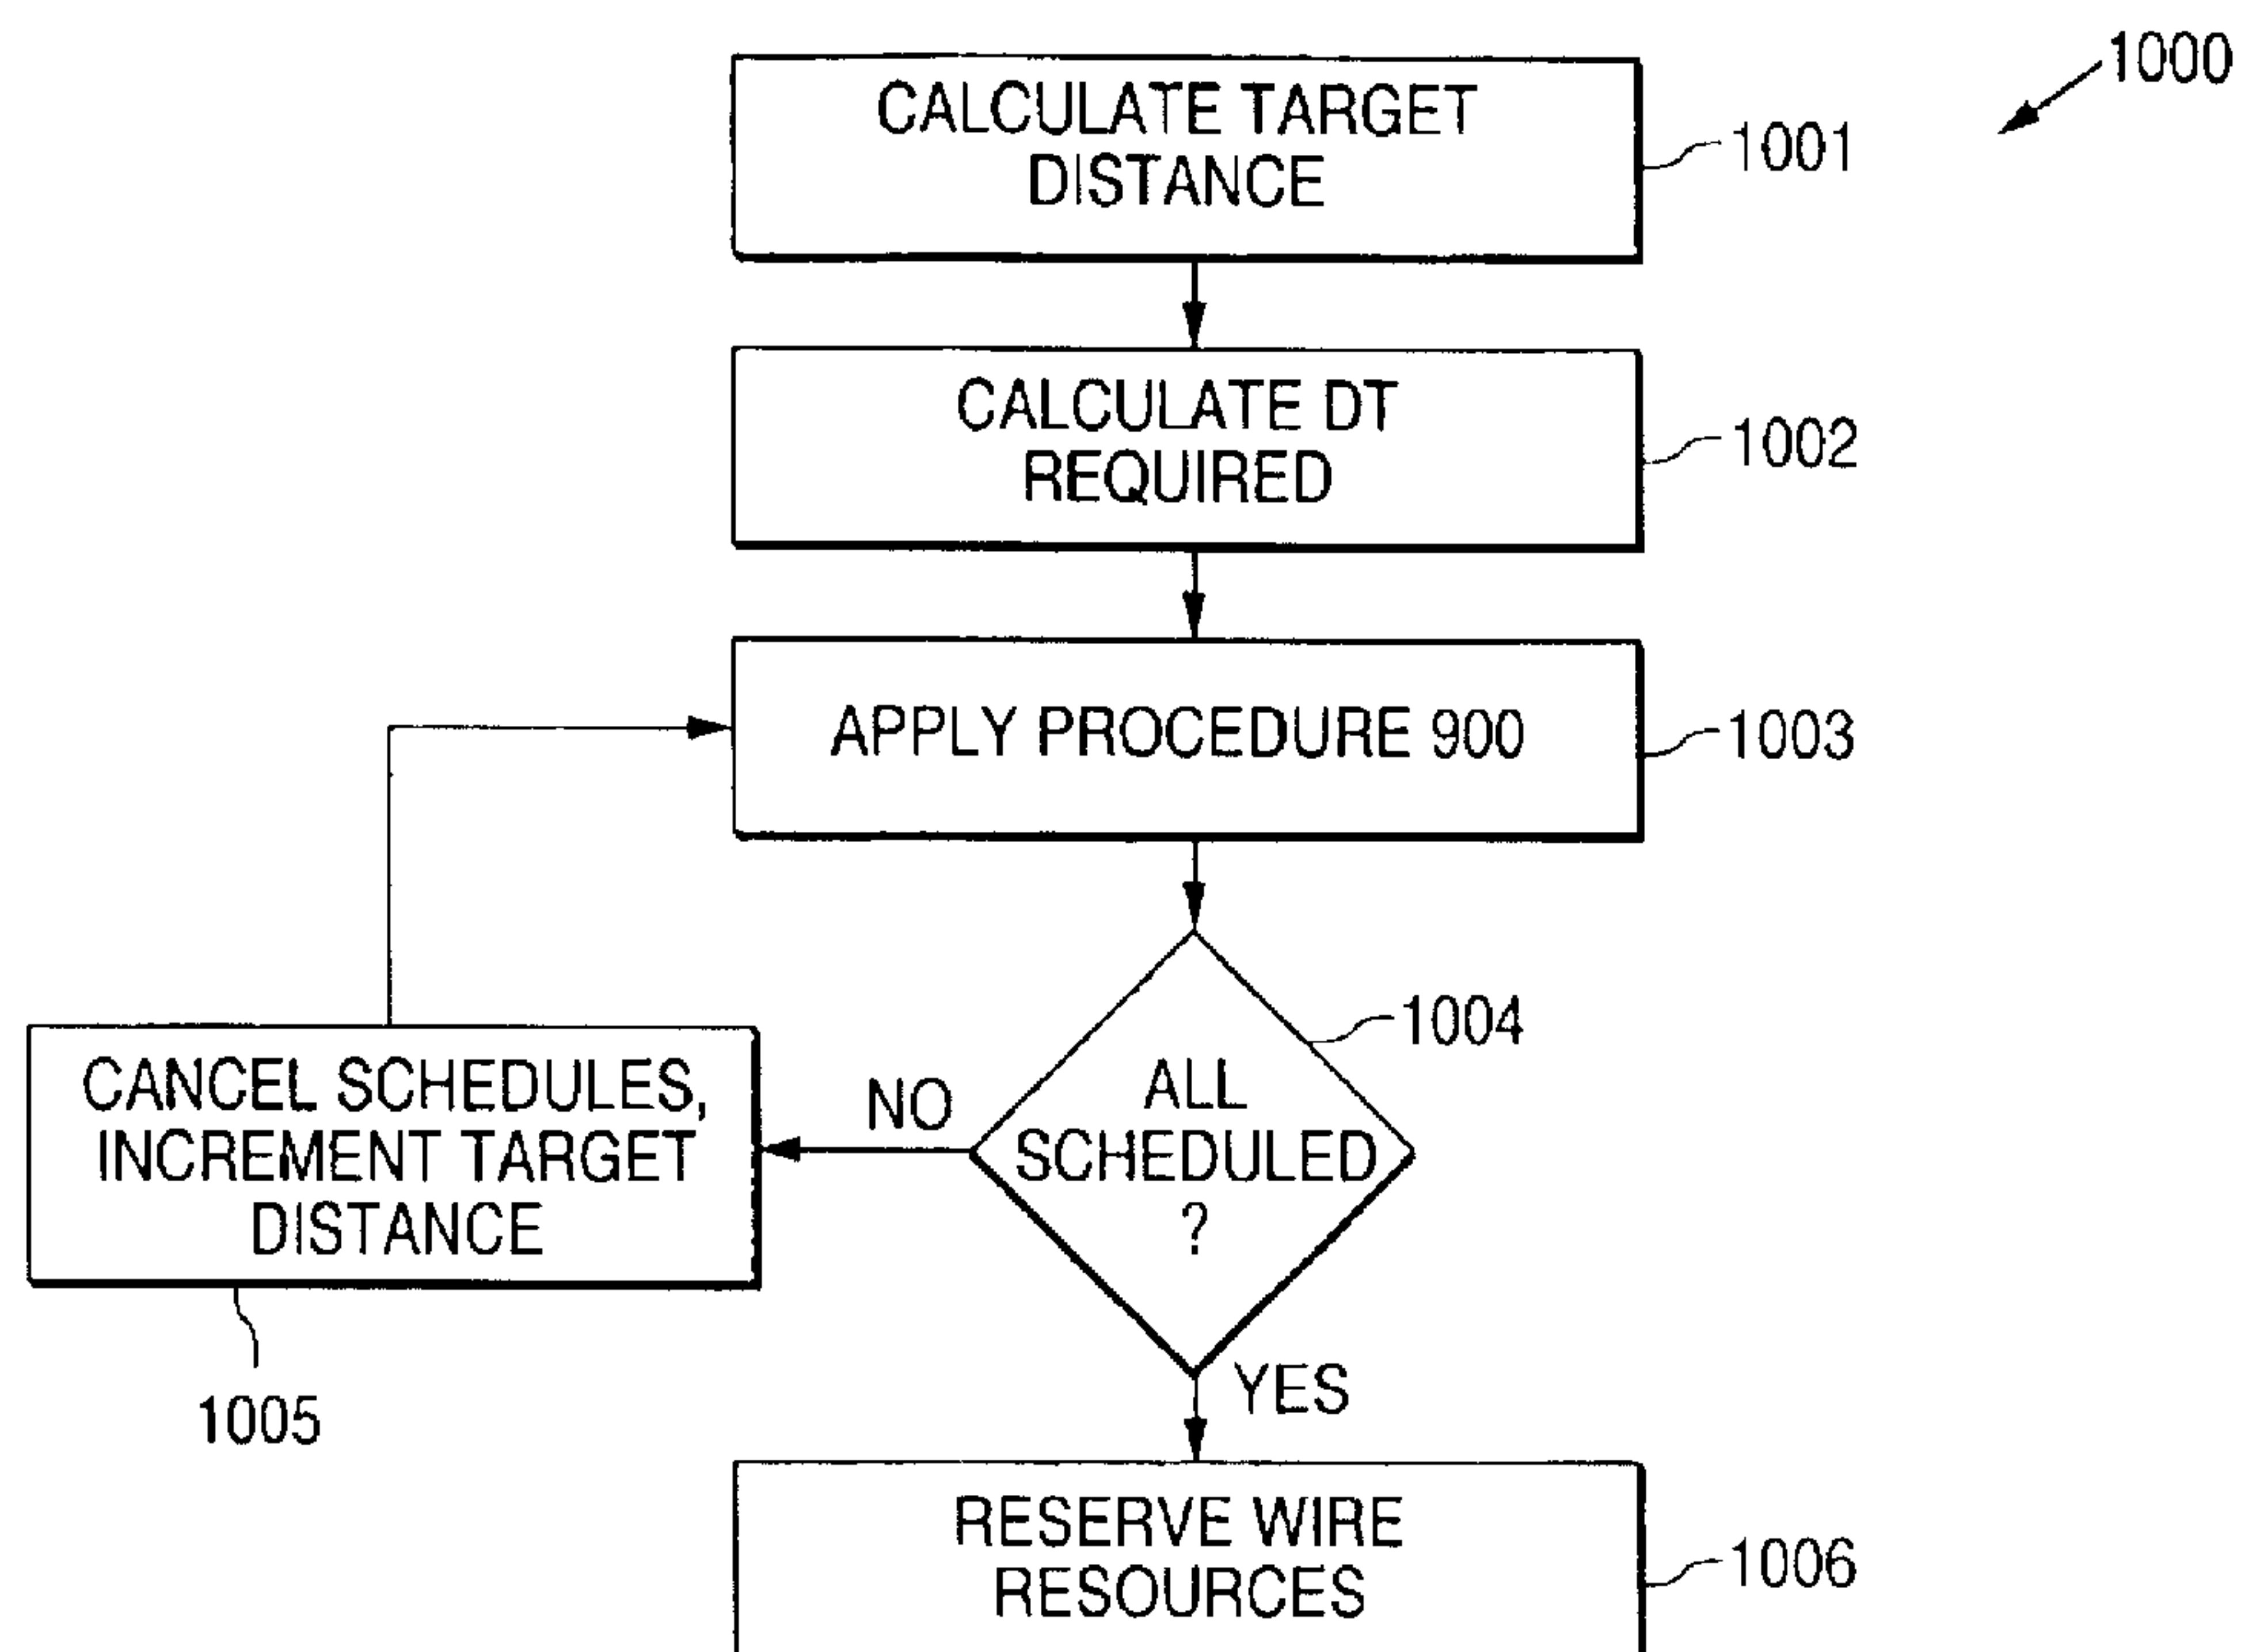 1000
CALCULATE TARGET
DISTANCE
1001
CALCULATE DT
REQUIRED
1002
APPLY PROCEDURE 900
1003
1004
ALL
SCHEDULED
?
NO
CANCEL SCHEDULES,
INCREMENT TARGET
DISTANCE
1005
YES
RESERVE WIRE
RESOURCES
1006